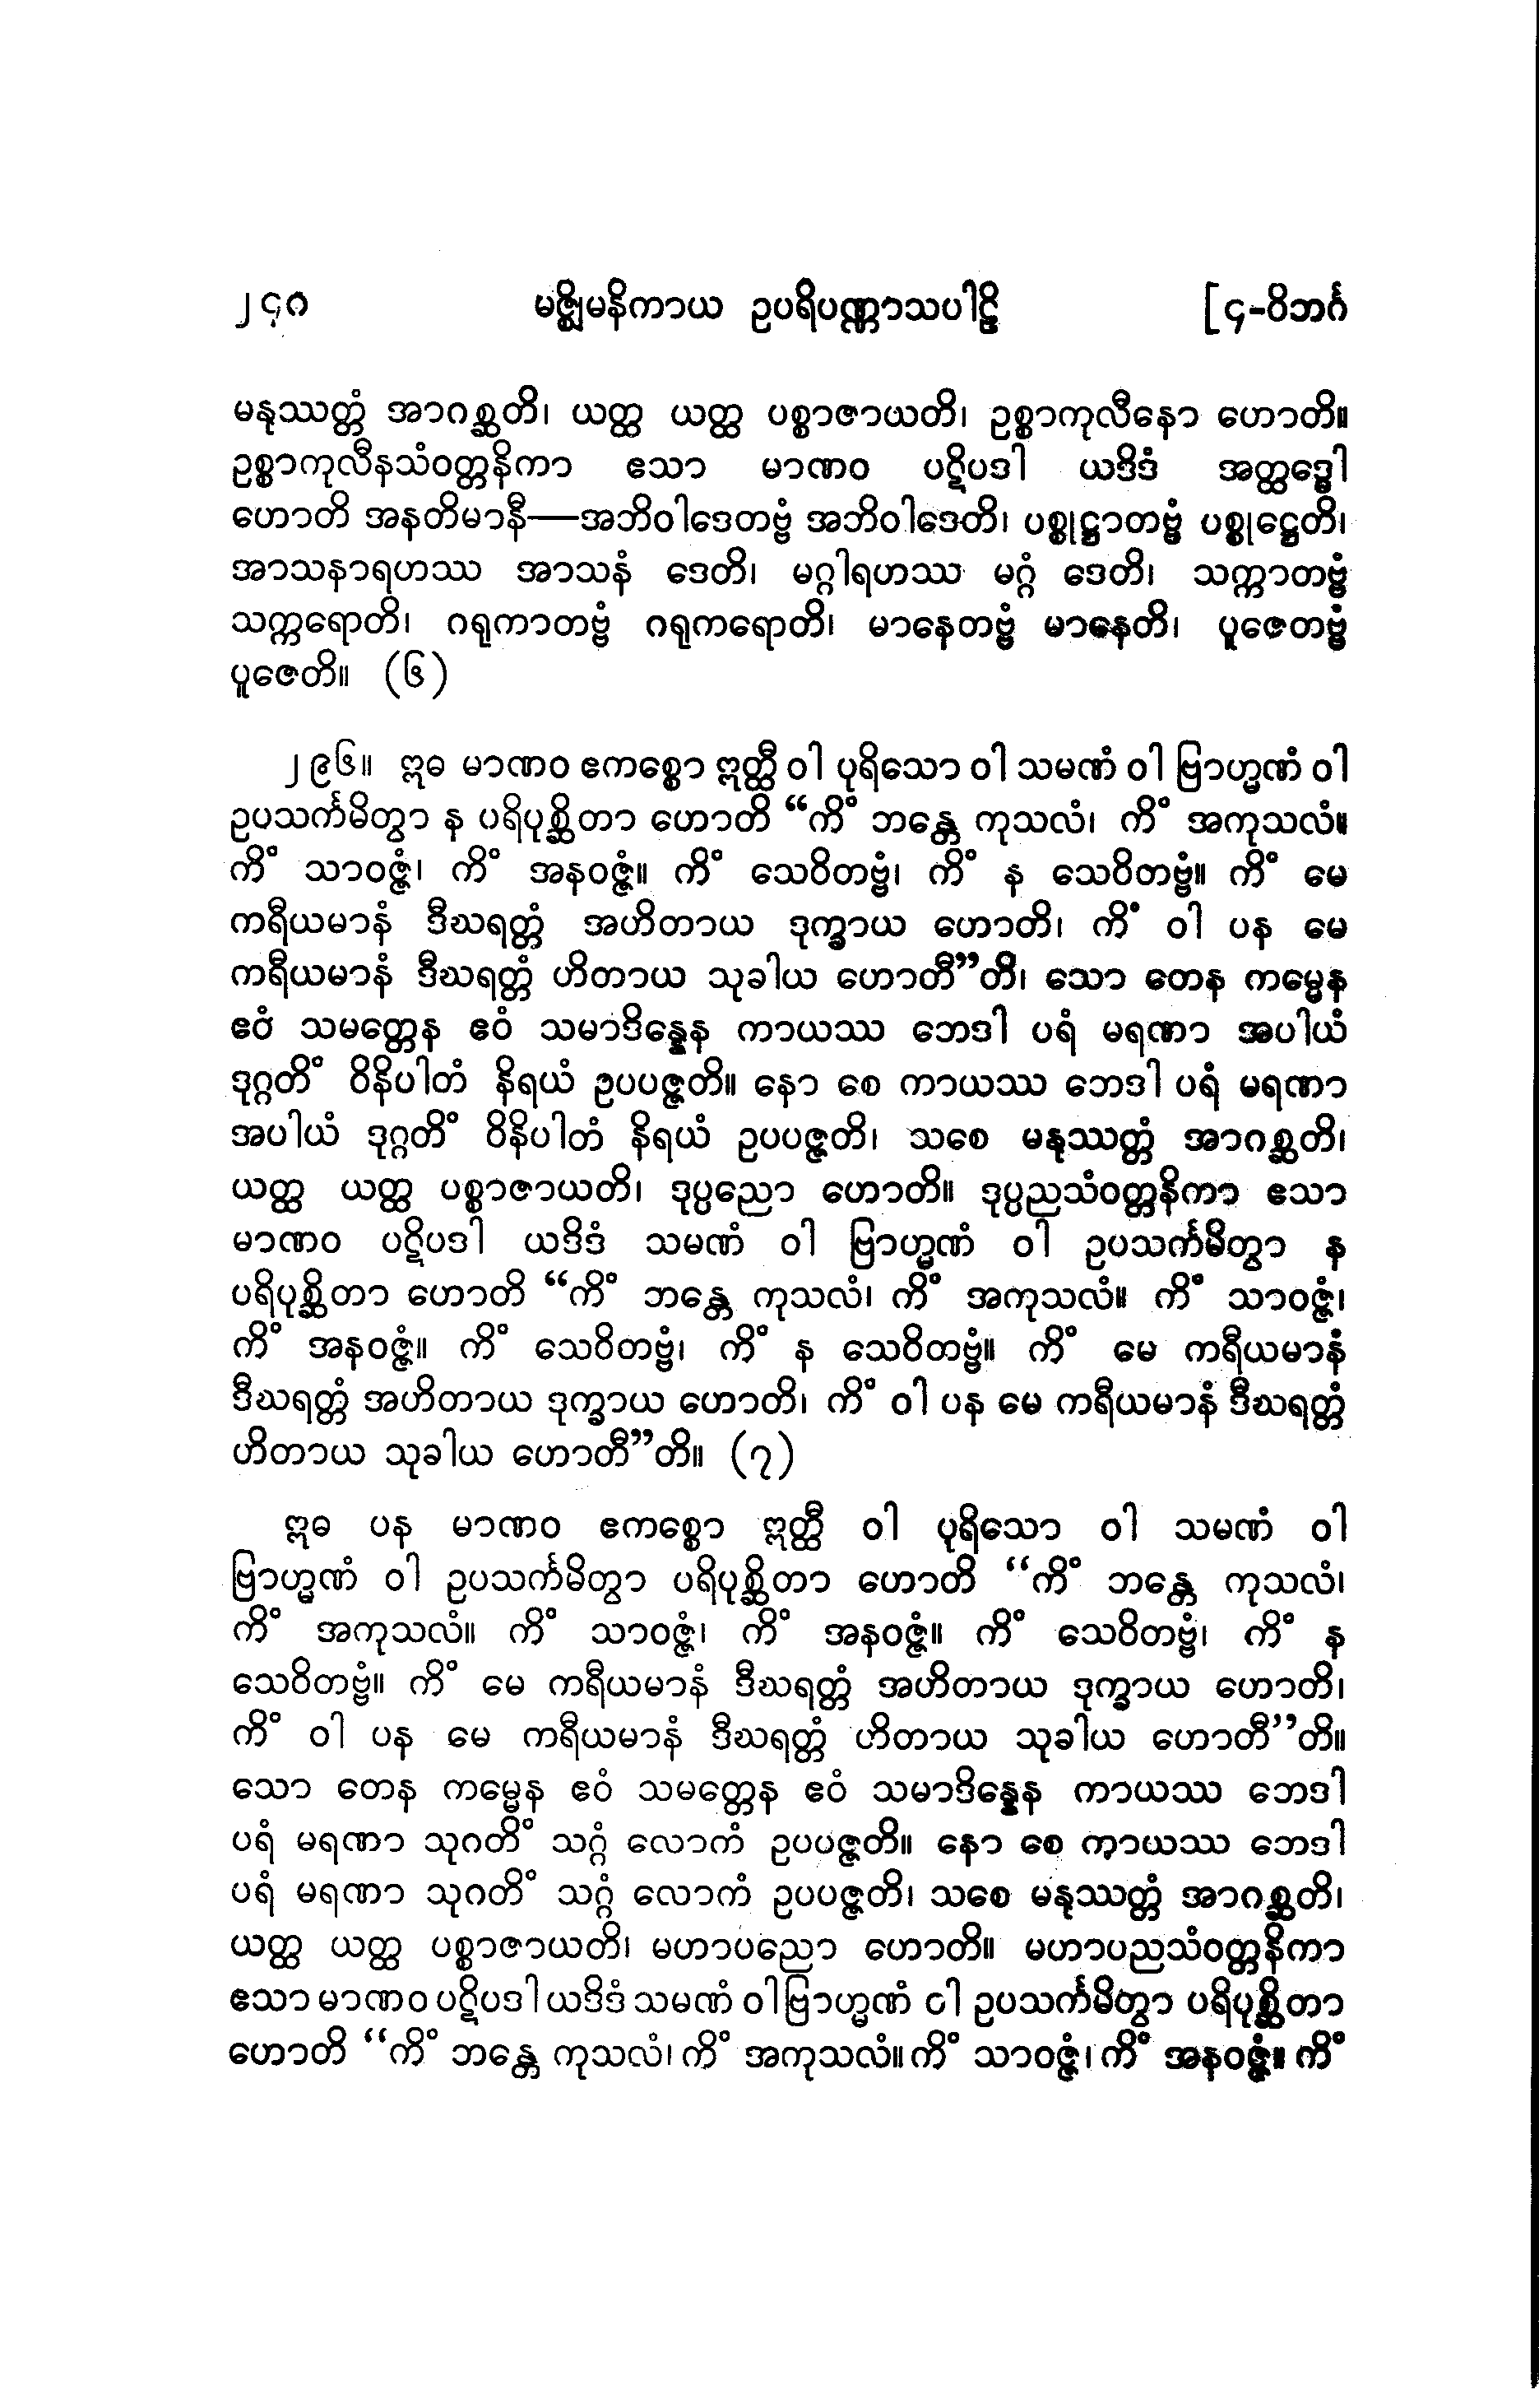 ၂၄၈ မဇ္ဈိမနိကာယ ဥပရိပဏ္ဏာသပါဠိ [၄-ဝိဘင်္ဂ
မနုဿတ္တံ အာဂစ္ဆတိ၊ ယတ္ထ ယတ္ထ ပစ္စာဇာယတိ၊ ဥစ္စာကုလီနော ဟောတိ။
ဥစ္စာကုလီနသံဝတ္တနိကာ ဧသာ မာဏဝ ပဋိပဒါ ယဒိဒံ အတ္ထဒ္ဓေါ
ဟောတိ အနတိမာနီ—အဘိဝါဒေတဗ္ဗံ အဘိဝါဒေတိ၊ ပစ္စုဋ္ဌာတဗ္ဗံ ပစ္စုဋ္ဌေတိ၊
အာသနာရဟဿ အာသနံ ဒေတိ၊ မဂ္ဂါရဟဿ မဂ္ဂံ ဒေတိ၊ သက္ကာတဗ္ဗံ
သက္ကရောတိ၊ ဂရုကာတဗ္ဗံ ဂရုကရောတိ၊ မာနေတဗ္ဗံ မာနေတိ၊ ပူဇေတဗ္ဗံ
ပူဇေတိ။ (၆)
၂၉၆။ ဣဓ မာဏဝ ဧကစ္စော ဣတ္ထီ ဝါ ပုရိသော ဝါ သမဏံ ဝါ ဗြာဟ္မဏံ ဝါ
ဥပသင်္ကမိတွာ န ပရိပုစ္ဆိတာ ဟောတိ “ကိံ ဘန္တေ ကုသလံ၊ ကိံ အကုသလံ။
ကိံ သာဝဇ္ဇံ၊ ကိံ အနဝဇ္ဇံ။ ကိံ သေဝိတဗ္ဗံ၊ ကိံ န သေဝိတဗ္ဗံ။ ကိံ မေ
ကရီယမာနံ ဒီဃရတ္တံ အဟိတာယ ဒုက္ခာယ ဟောတိ၊ ကိံ ဝါ ပန မေ
ကရီယမာနံ ဒီဃရတ္တံ ဟိတာယ သုခါယ ဟောတီ”တိ၊ သော တေန ကမ္မေန
ဧဝံ သမတ္တေန ဧဝံ သမာဒိန္နေန ကာယဿ ဘေဒါ ပရံ မရဏာ အပါယံ
ဒုဂ္ဂတိံ ဝိနိပါတံ နိရယံ ဥပပဇ္ဇတိ။ နော စေ ကာယဿ ဘေဒါ ပရံ မရဏာ
အပါယံ ဒုဂ္ဂတိံ ဝိနိပါတံ နိရယံ ဥပပဇ္ဇတိ၊ သစေ မနုဿတ္တံ အာဂစ္ဆတိ၊
ယတ္ထ ယတ္ထ ပစ္စာဇာယတိ၊ ဒုပ္ပညော ဟောတိ။ ဒုပ္ပညသံဝတ္တနိကာ ဧသာ
မာဏဝ ပဋိပဒါ ယဒိဒံ သမဏံ ဝါ ဗြာဟ္မဏံ ဝါ ဥပသင်္ကမိတွာ န
ပရိပုစ္ဆိတာ ဟောတိ “ကိံ ဘန္တေ ကုသလံ၊ ကိံ အကုသလံ။ ကိံ သာဝဇ္ဇံ၊
ကိံ အနဝဇ္ဇံ။ ကိံ သေဝိတဗ္ဗံ၊ ကိံ န သေဝိတဗ္ဗံ။ ကိံ မေ ကရီယမာနံ
ဒီဃရတ္တံ အဟိတာယ ဒုက္ခာယ ဟောတိ၊ ကိံ ဝါ ပန မေ ကရီယမာနံ ဒီဃရတ္တံ
ဟိတာယ သုခါယ ဟောတီ”တိ။ (၇)
ဣဓ ပန မာဏဝ ဧကစ္စော ဣတ္ထီ ဝါ ပုရိသော ဝါ သမဏံ ဝါ
ဗြာဟ္မဏံ ဝါ ဥပသင်္ကမိတွာ ပရိပုစ္ဆိတာ ဟောတိ “ကိံ ဘန္တေ ကုသလံ၊
ကိံ အကုသလံ။ ကိံ သာဝဇ္ဇံ၊ ကိံ အနဝဇ္ဇံ။ ကိံ သေဝိတဗ္ဗံ၊ ကိံ န
သေဝိတဗ္ဗံ။ ကိံ မေ ကရီယမာနံ ဒီဃရတ္တံ အဟိတာယ ဒုက္ခာယ ဟောတိ၊
ကိံ ဝါ ပန မေ ကရီယမာနံ ဒီဃရတ္တံ ဟိတာယ သုခါယ ဟောတီ”တိ။
သော တေန ကမ္မေန ဧဝံ သမတ္တေန ဧဝံ သမာဒိန္နေန ကာယဿ ဘေဒါ
ပရံ မရဏာ သုဂတိံ သဂ္ဂံ လောကံ ဥပပဇ္ဇတိ။ နော စေ ကာယဿ ဘေဒါ
ပရံ မရဏာ သုဂတိံ သဂ္ဂံ လောကံ ဥပပဇ္ဇတိ၊ သစေ မနုဿတ္တံ အာဂစ္ဆတိ၊
ယတ္ထ ယတ္ထ ပစ္စာဇာယတိ၊ မဟာပညော ဟောတိ။ မဟာပညသံဝတ္တနိကာ
ဧသာ မာဏဝ ပဋိပဒါ ယဒိဒံ သမဏံ ဝါ ဗြာဟ္မဏံ ဝါ ဥပသင်္ကမိတွာ ပရိပုစ္ဆိတာ
ဟောတိ “ကိံ ဘန္တေ ကုသလံ၊ ကိံ အကုသလံ။ ကိံ သာဝဇ္ဇံ၊ ကိံ အနဝဇ္ဇံ။ ကိံ